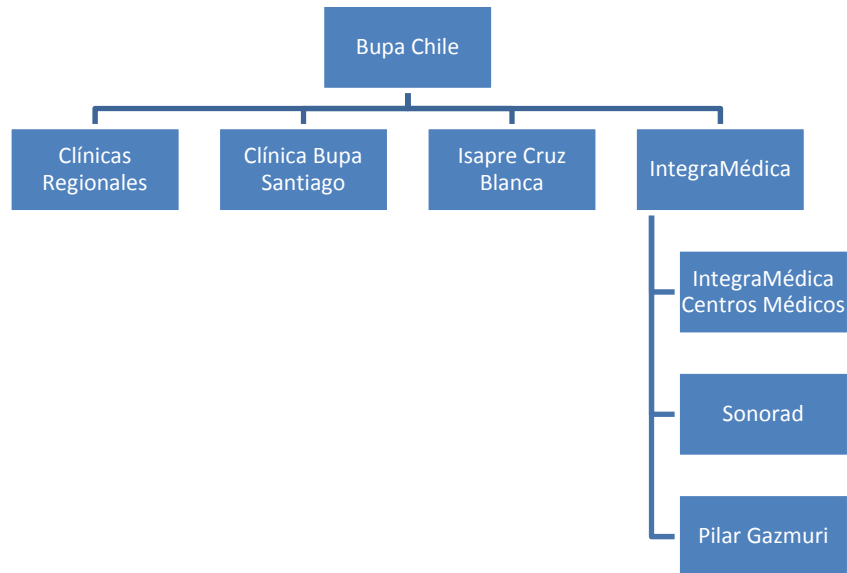 Bupa Chile
Clínicas
Regionales
Clínica Bupa
Santiago
Isapre Cruz
Blanca
IntegraMédica
IntegraMédica
Centros Médicos
Sonorad
Pilar Gazmuri